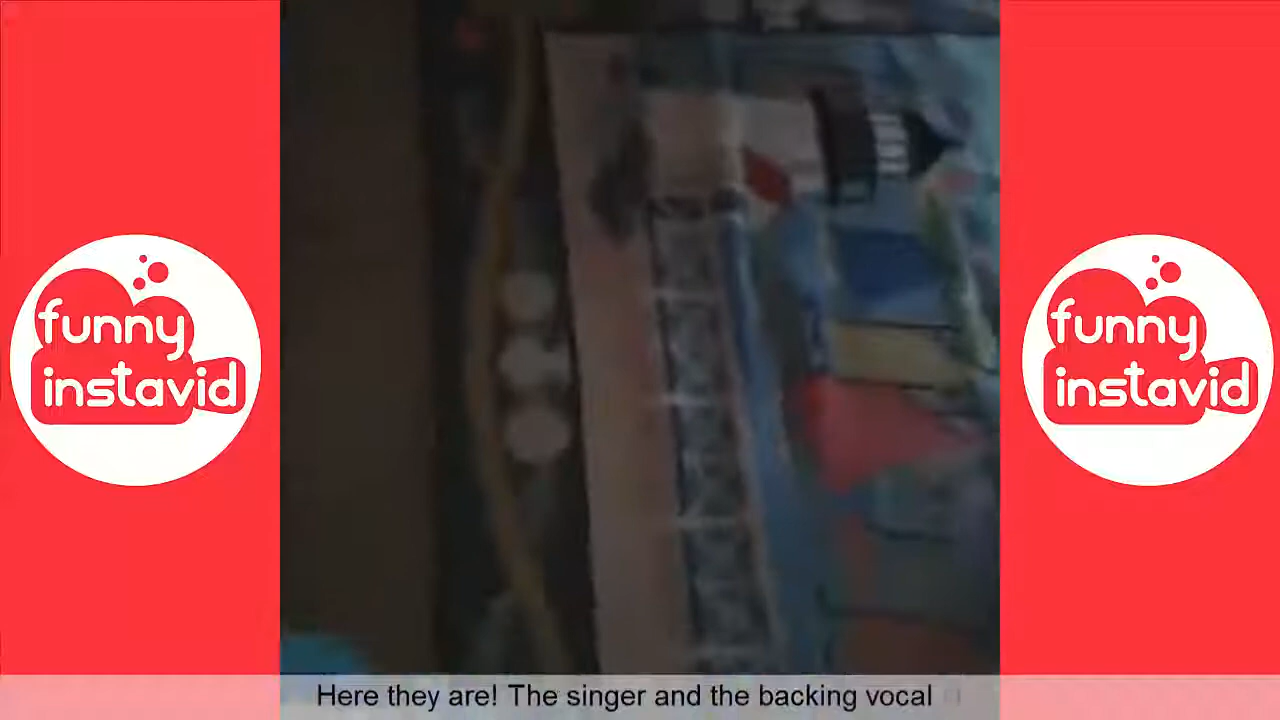 funny
instavid
funny
instavid
Here they are! The singer and the backing vocal